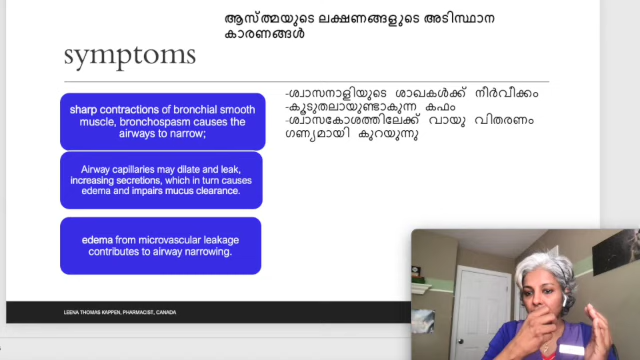 ആസ്ത്മയുടെ ലക്ഷണങ്ങളുടെ അടിസ്ഥാന
കാരണങ്ങൾ
symptoms
sharp contractions of bronchial smooth
muscle, bronchospasm causes the
airways to narrow;
Airway capillaries may dilate and leak,
increasing secretions, which in turn causes
edema and impairs mucus clearance.
edema from microvascular leakage
contributes to airway narrowing.
-ശ്വാസനാളിയുടെ ശാഖകൾക്ക് നീർവീക്കം
-കൂടുതലായുണ്ടാകുന്ന കഫം
-ശ്വാസകോശത്തിലേക്ക് വായു വിതരണം
ഗണ്യമായി കുറയുന്നു
LEENA THOMAS KAPPEN, PHARMACIST, CANADA